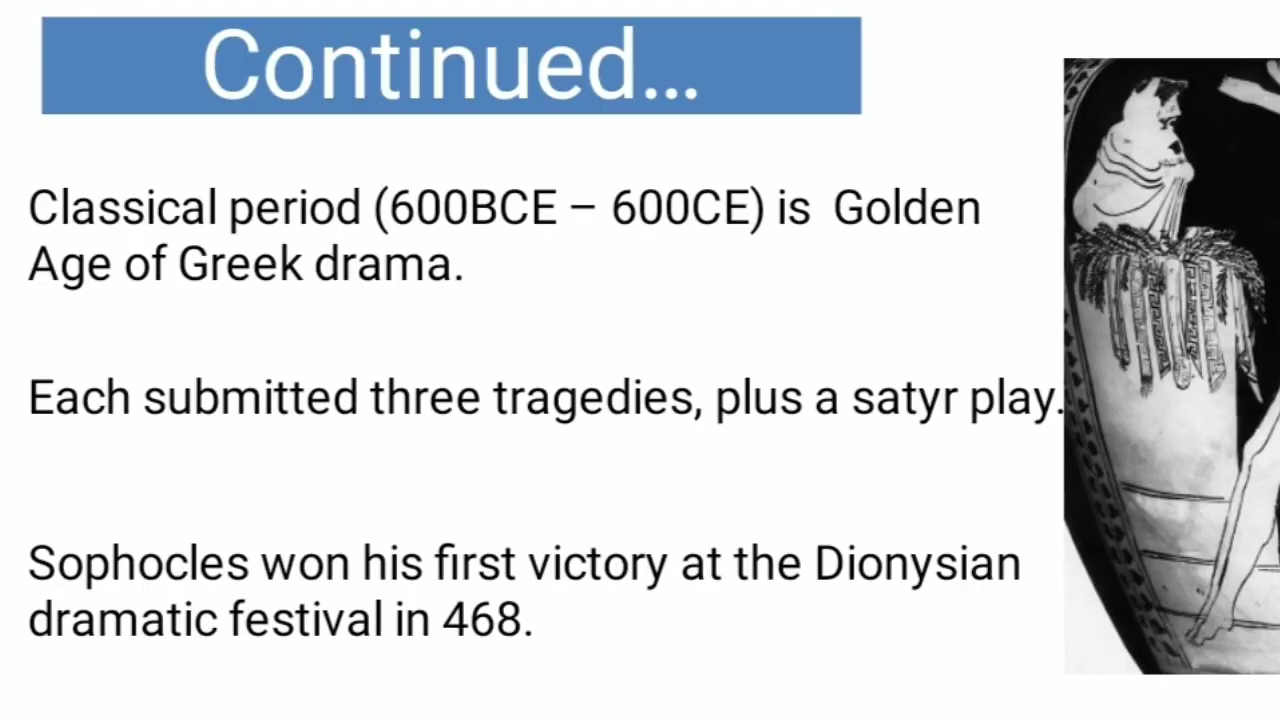 Continued...
Classical period (600BCE – 600CE) is  Golden
Age of Greek drama.
Each submitted three tragedies, plus a satyr play.
Sophocles won his first victory at the Dionysian
dramatic festival in 468.